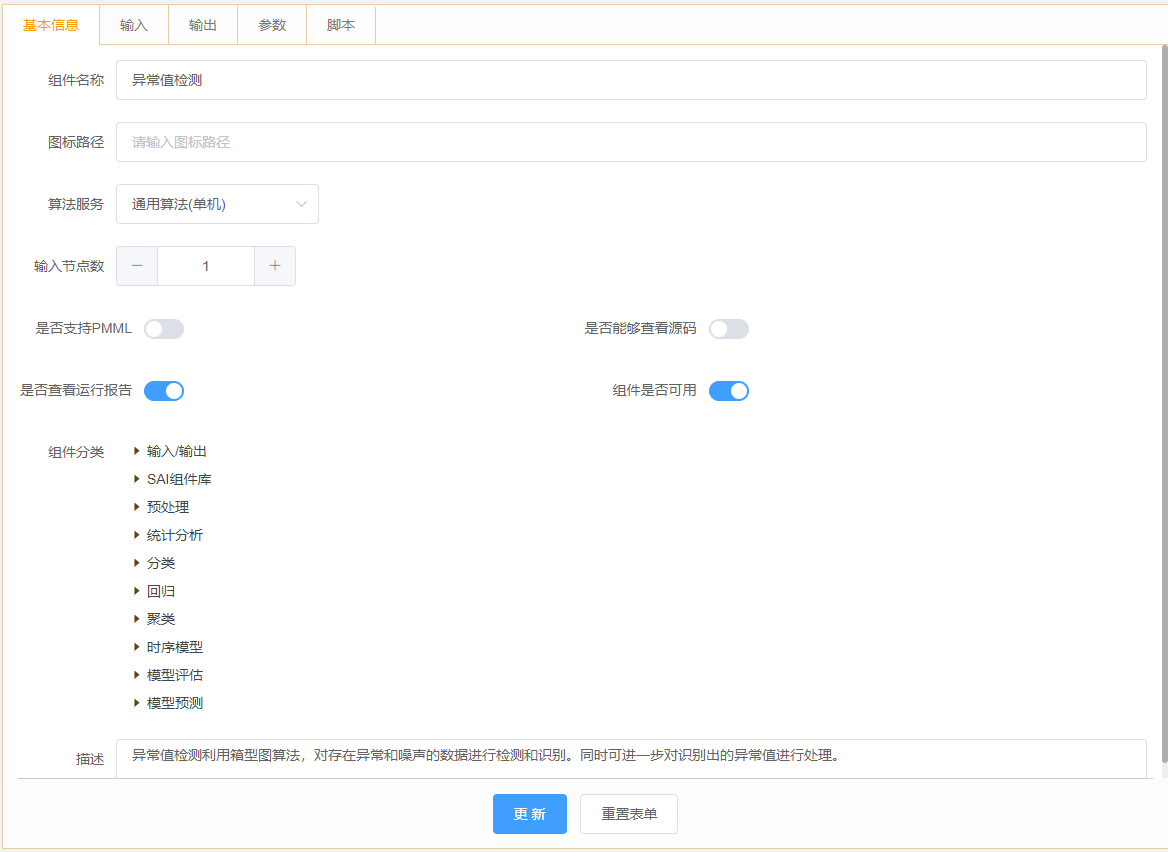 基本信息 输入 输出 参数 脚本
组件名称 异常值检测
图标路径 请输入图标路径
算法服务 通用算法(单机)
输入节点数 1
是否支持PMML 是否能够查看源码
是否查看运行报告 组件是否可用
组件分类 输入/输出
SAI组件库
预处理
统计分析
分类
回归
聚类
时序模型
模型评估
模型预测
描述 异常值检测利用箱型图算法，对存在异常和噪声的数据进行检测和识别。同时可进一步对识别出的异常值进行处理。
更新 重置表单